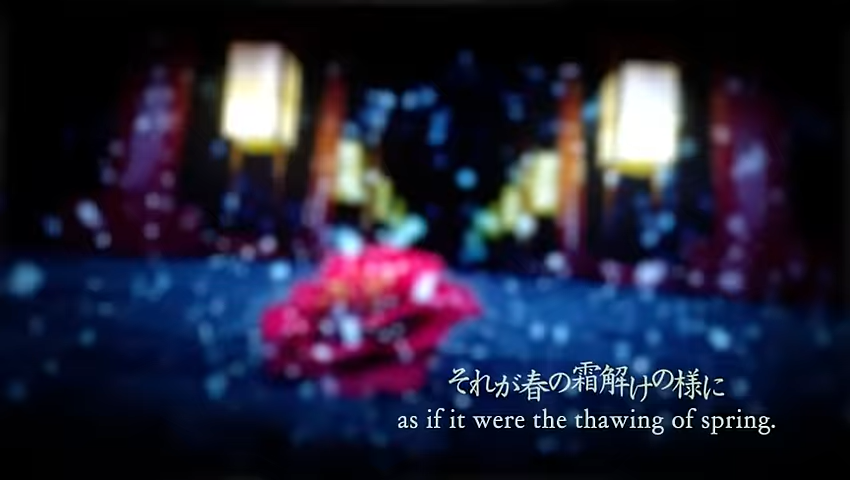 それが春の霜解けの様に
as if it were the thawing of spring.